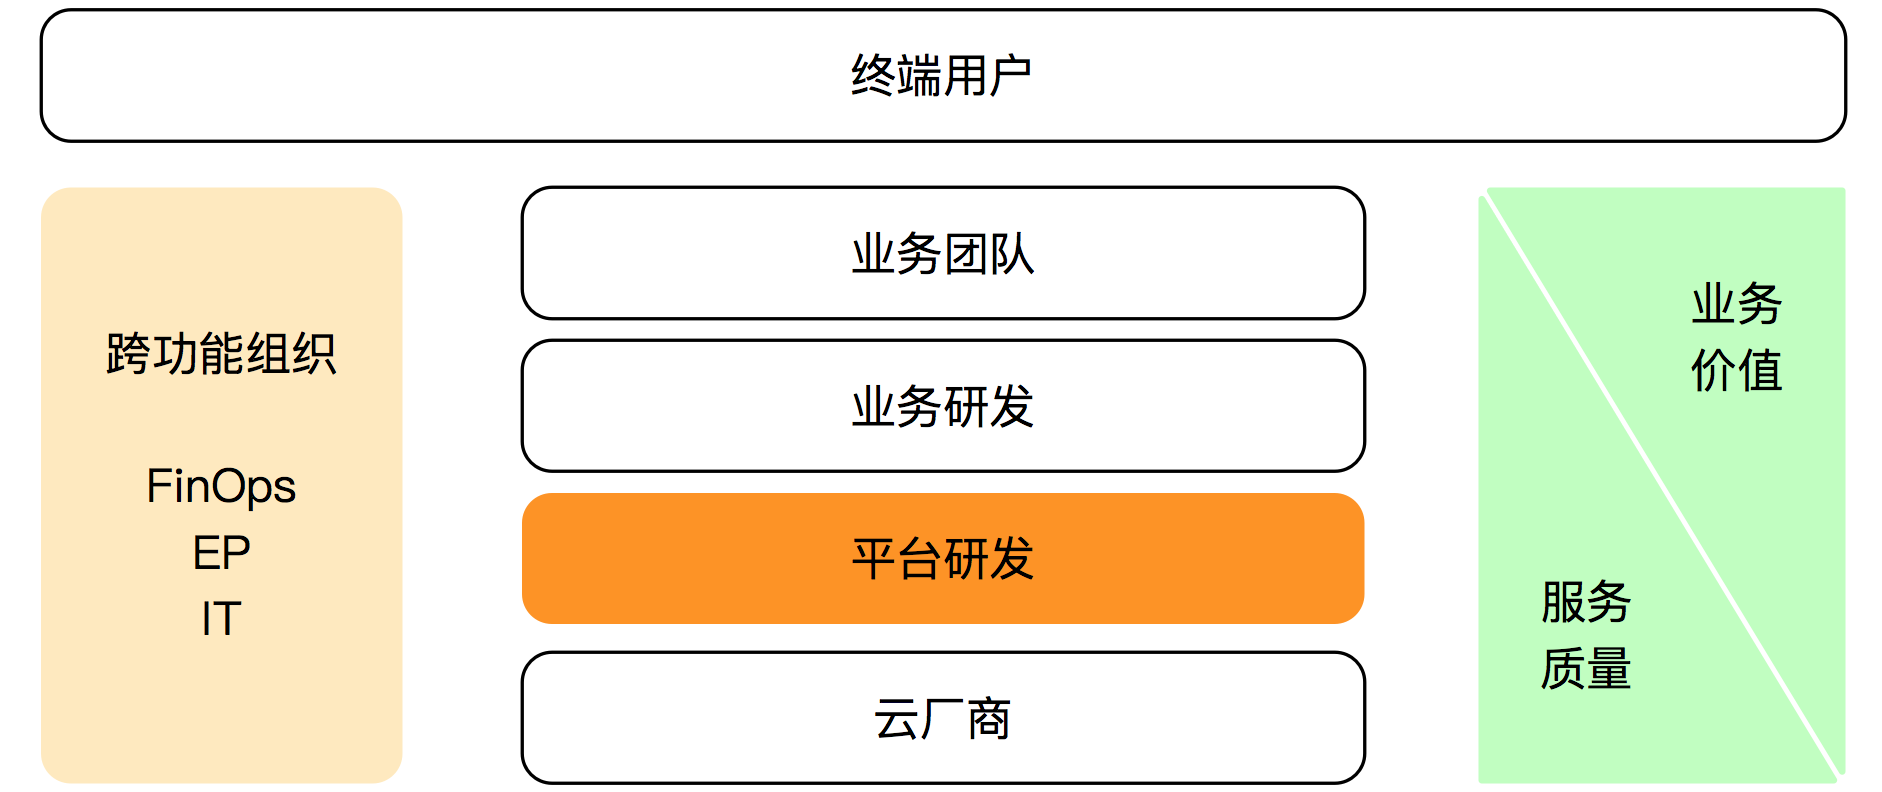 终端用户
跨功能组织
FinOps
EP
IT
业务团队
业务研发
平台研发
云厂商
业务
价值
服务
质量